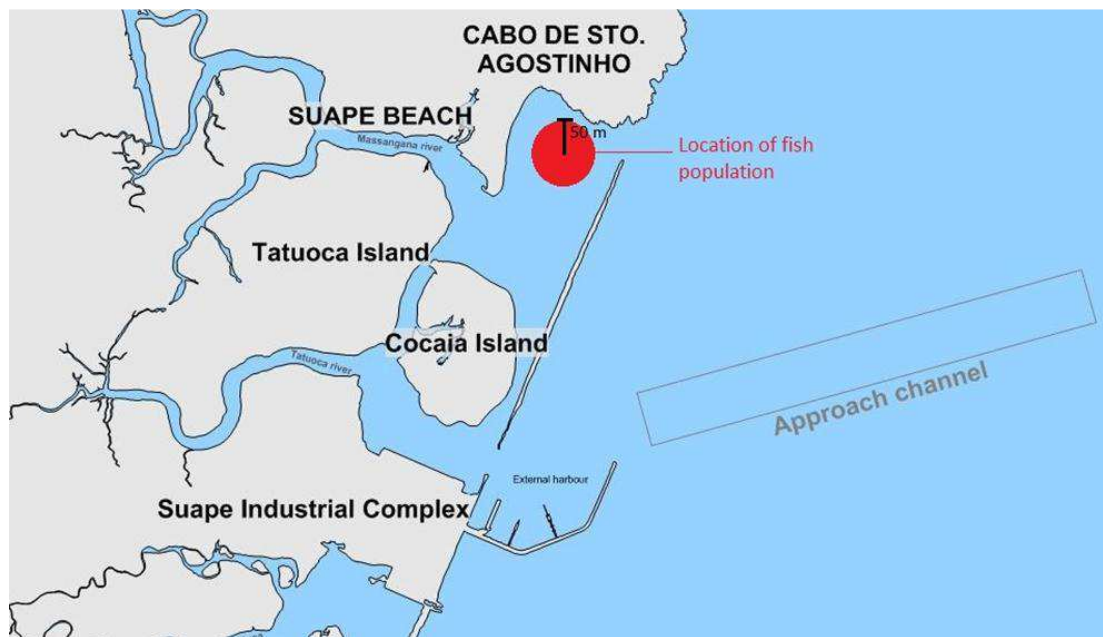 CABO DE STO.
AGOSTINHO
SUAPE BEACH
50 m
Massangana river
Location of fish
population
Tatuoca Island
Cocaia Island
Tatuoca river
Approach channel
External harbour
Suape Industrial Complex